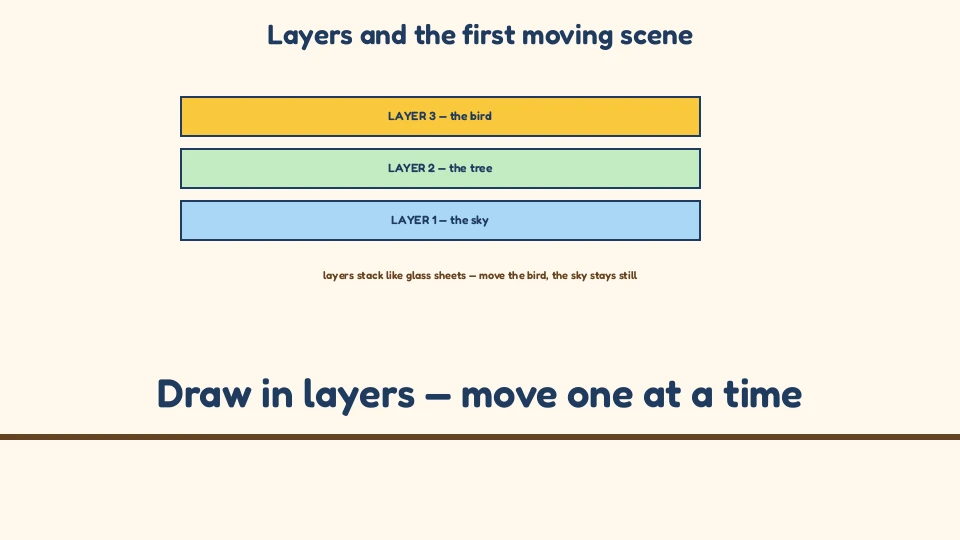 Layers and the first moving scene
LAYER 3 – the bird
LAYER 2 – the tree
LAYER 1 – the sky
layers stack like glass sheets – move the bird, the sky stays still
Draw in layers – move one at a time